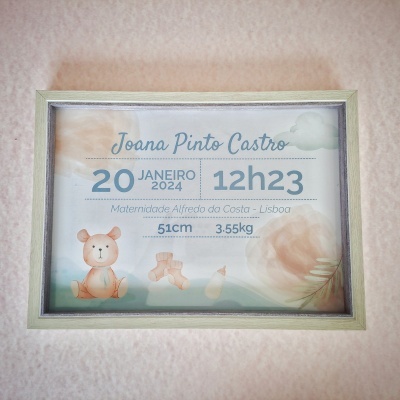 Joana Pinto Castro
20 JANEIRO 2024 12h23
Maternidade Alfredo da Costa - Lisboa
51cm 3.55kg